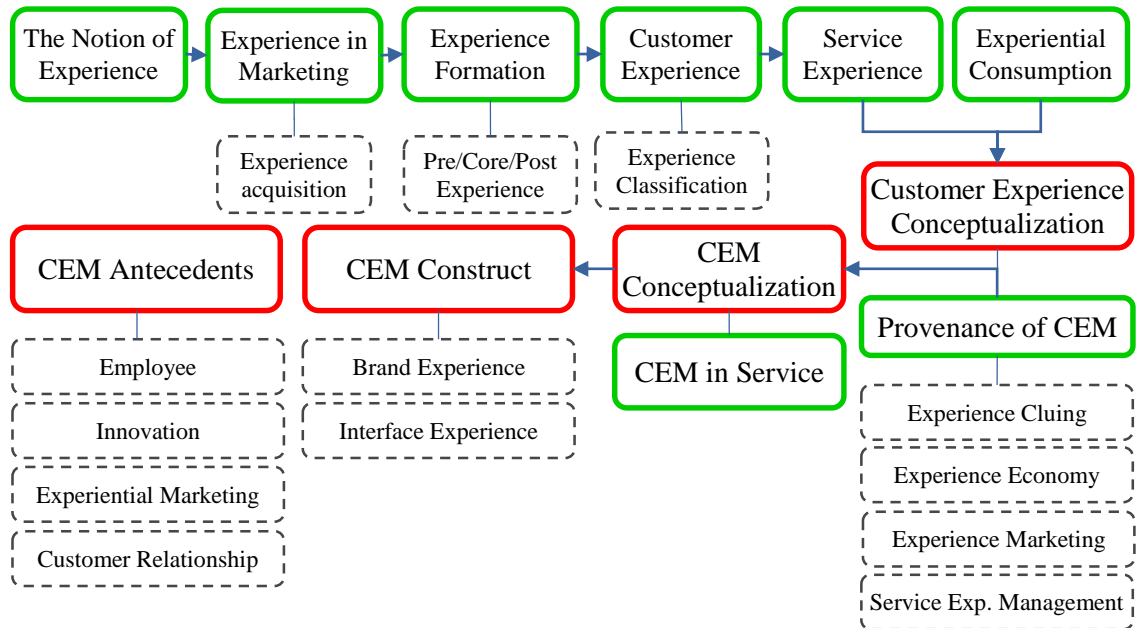 The Notion of
Experience
Experience in
Marketing
Experience
Formation
Customer
Experience
Service
Experience
Experiential
Consumption
Experience
acquisition
Pre/Core/Post
Experience
Experience
Classification
Customer Experience
Conceptualization
CEM Antecedents
CEM Construct
CEM
Conceptualization
Provenance of CEM
Employee
Innovation
Experiential Marketing
Customer Relationship
Brand Experience
Interface Experience
CEM in Service
Experience Cluing
Experience Economy
Experience Marketing
Service Exp. Management